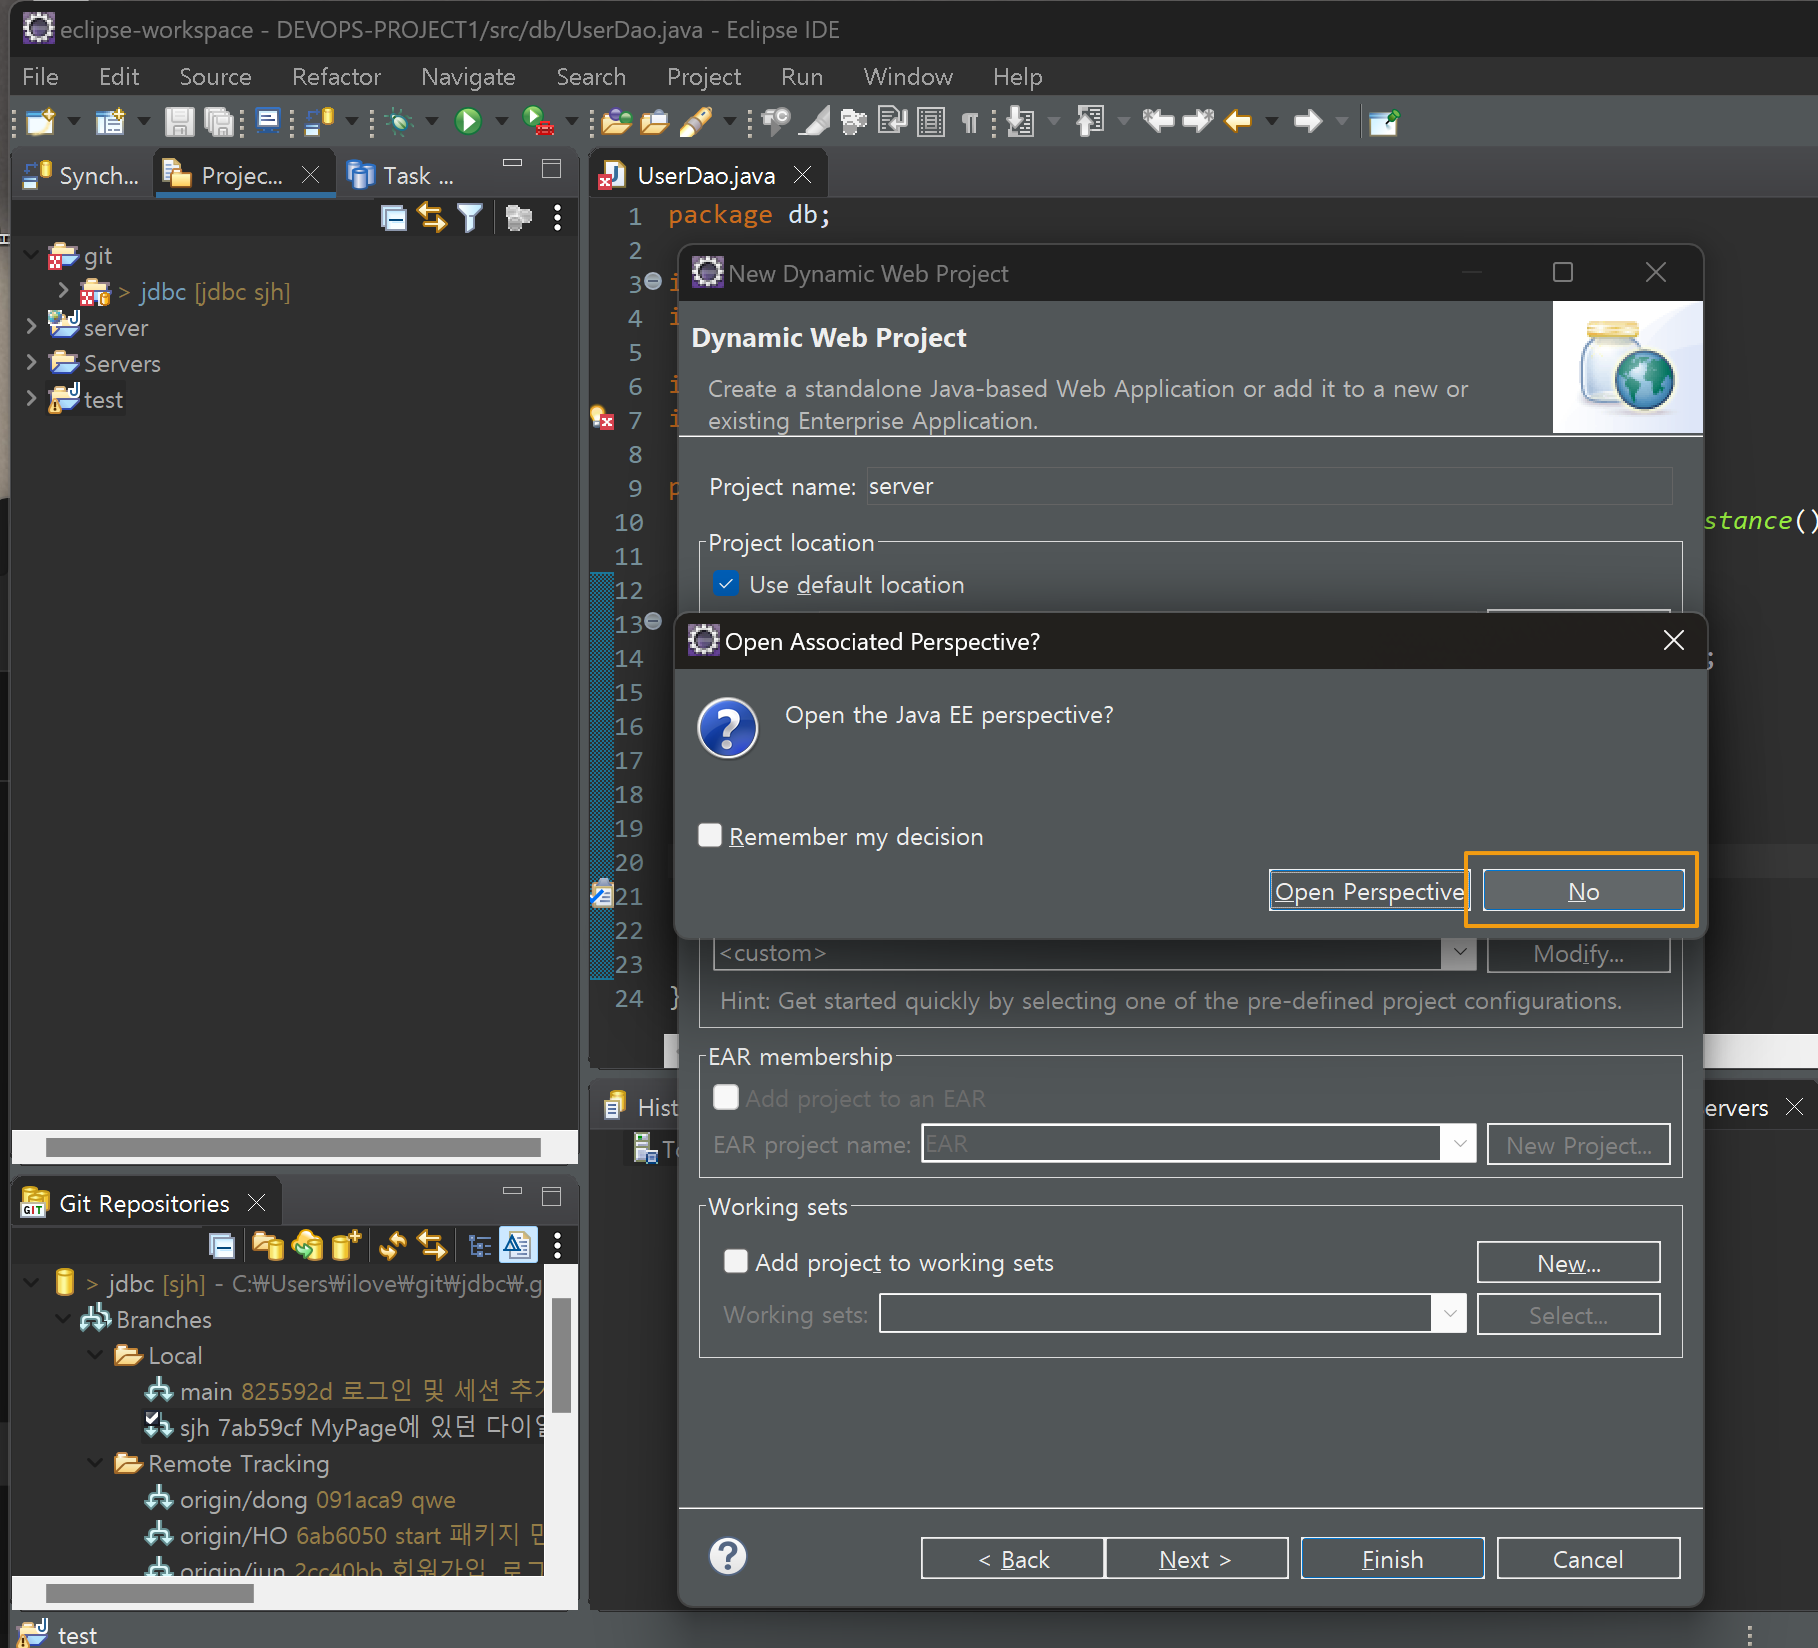 eclipse-workspace - DEVOPS-PROJECT1/src/db/UserDao.java - Eclipse IDE
File Edit Source Refactor Navigate Search Project Run Window Help
Synch... Projec... Task ...
git
> jdbc [jdbc sjh]
server
Servers
test
Git Repositories
> jdbc [sjh] - C:₩Users₩ilove₩git₩jdbc₩.g
Branches
Local
main 825592d 로그인 및 세션 추가
sjh 7ab59cf MyPage에 있던 다이얼
Remote Tracking
origin/dong 091aca9 qwe
origin/HO 6ab6050 start 패키지 만
origin/jun 2cc40bb 회원가입, 로그
test
UserDao.java
1 package db;
2
3 i
4 i
5
6 i
7 i
8
9 p
10 stance()
11
12
13
14 ;
15
16
17
18
19
20
21
22
23
24 }
Hist
To
ervers
New Dynamic Web Project
Dynamic Web Project
Create a standalone Java-based Web Application or add it to a new or
existing Enterprise Application.
Project name: server
Project location
Use default location
Open Associated Perspective?
Open the Java EE perspective?
Remember my decision
Open Perspective No
<custom> Modify...
Hint: Get started quickly by selecting one of the pre-defined project configurations.
EAR membership
Add project to an EAR
EAR project name: EAR New Project...
Working sets
Add project to working sets New...
Working sets: Select...
< Back Next > Finish Cancel